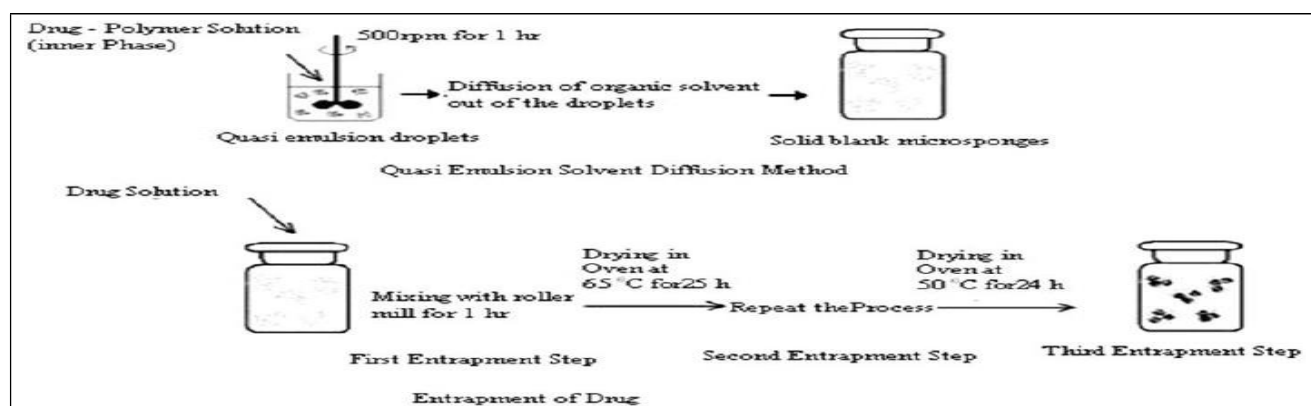 Drug - Polymer Solution
(inner Phase)
500rpm for 1 hr
Diffusion of organic solvent
out of the droplets
Quasi emulsion droplets
Solid blank microsponges
Quasi Emulsion Solvent Diffusion Method
Drug Solution
Mixing with roller
mill for 1 hr
Drying in
Oven at
65 °C for25 h
Repeat theProcess
Drying in
Oven at
50 °C for24 h
First Entrapment Step
Second Entrapment Step
Third Entrapment Step
Entrapment of Drug